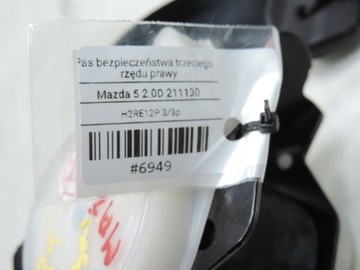 Pas bezpieczeństwa trzeciego
rzędu prawy
Mazda 5 2.0D 211130
H2RE12P 3/3p
#6949